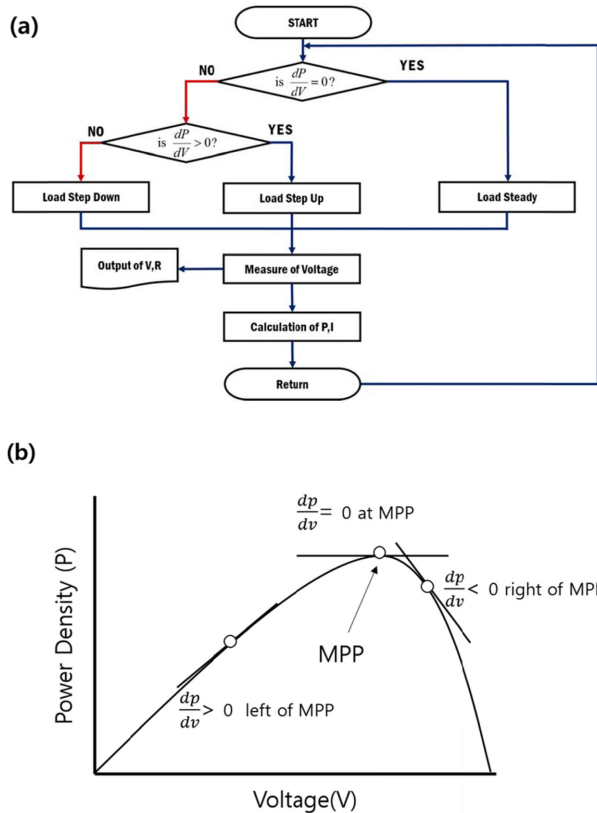 (a)
START
is dP/dV = 0?
NO
YES
is dP/dV > 0?
NO
YES
Load Step Down
Load Step Up
Load Steady
Output of V,R
Measure of Voltage
Calculation of P,I
Return
(b)
dp/dv = 0 at MPP
dp/dv < 0 right of MP
MPP
dp/dv > 0 left of MPP
Power Density (P)
Voltage(V)